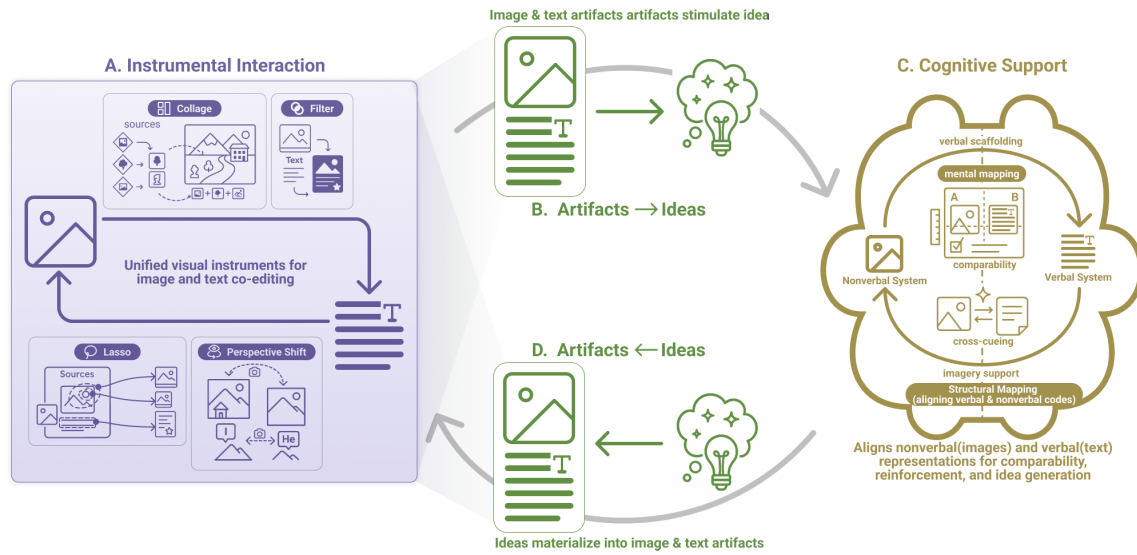 Image & text artifacts artifacts stimulate idea
A. Instrumental Interaction
Collage
sources
Filter
Text
T
Unified visual instruments for
image and text co-editing
T
Lasso
Sources
Perspective Shift
I
He
B. Artifacts → Ideas
D. Artifacts ← Ideas
T
Ideas materialize into image & text artifacts
C. Cognitive Support
verbal scaffolding
mental mapping
A
B
T
comparability
Nonverbal System
T
Verbal System
cross-cueing
imagery support
Structural Mapping
(aligning verbal & nonverbal codes)
Aligns nonverbal(images) and verbal(text)
representations for comparability,
reinforcement, and idea generation